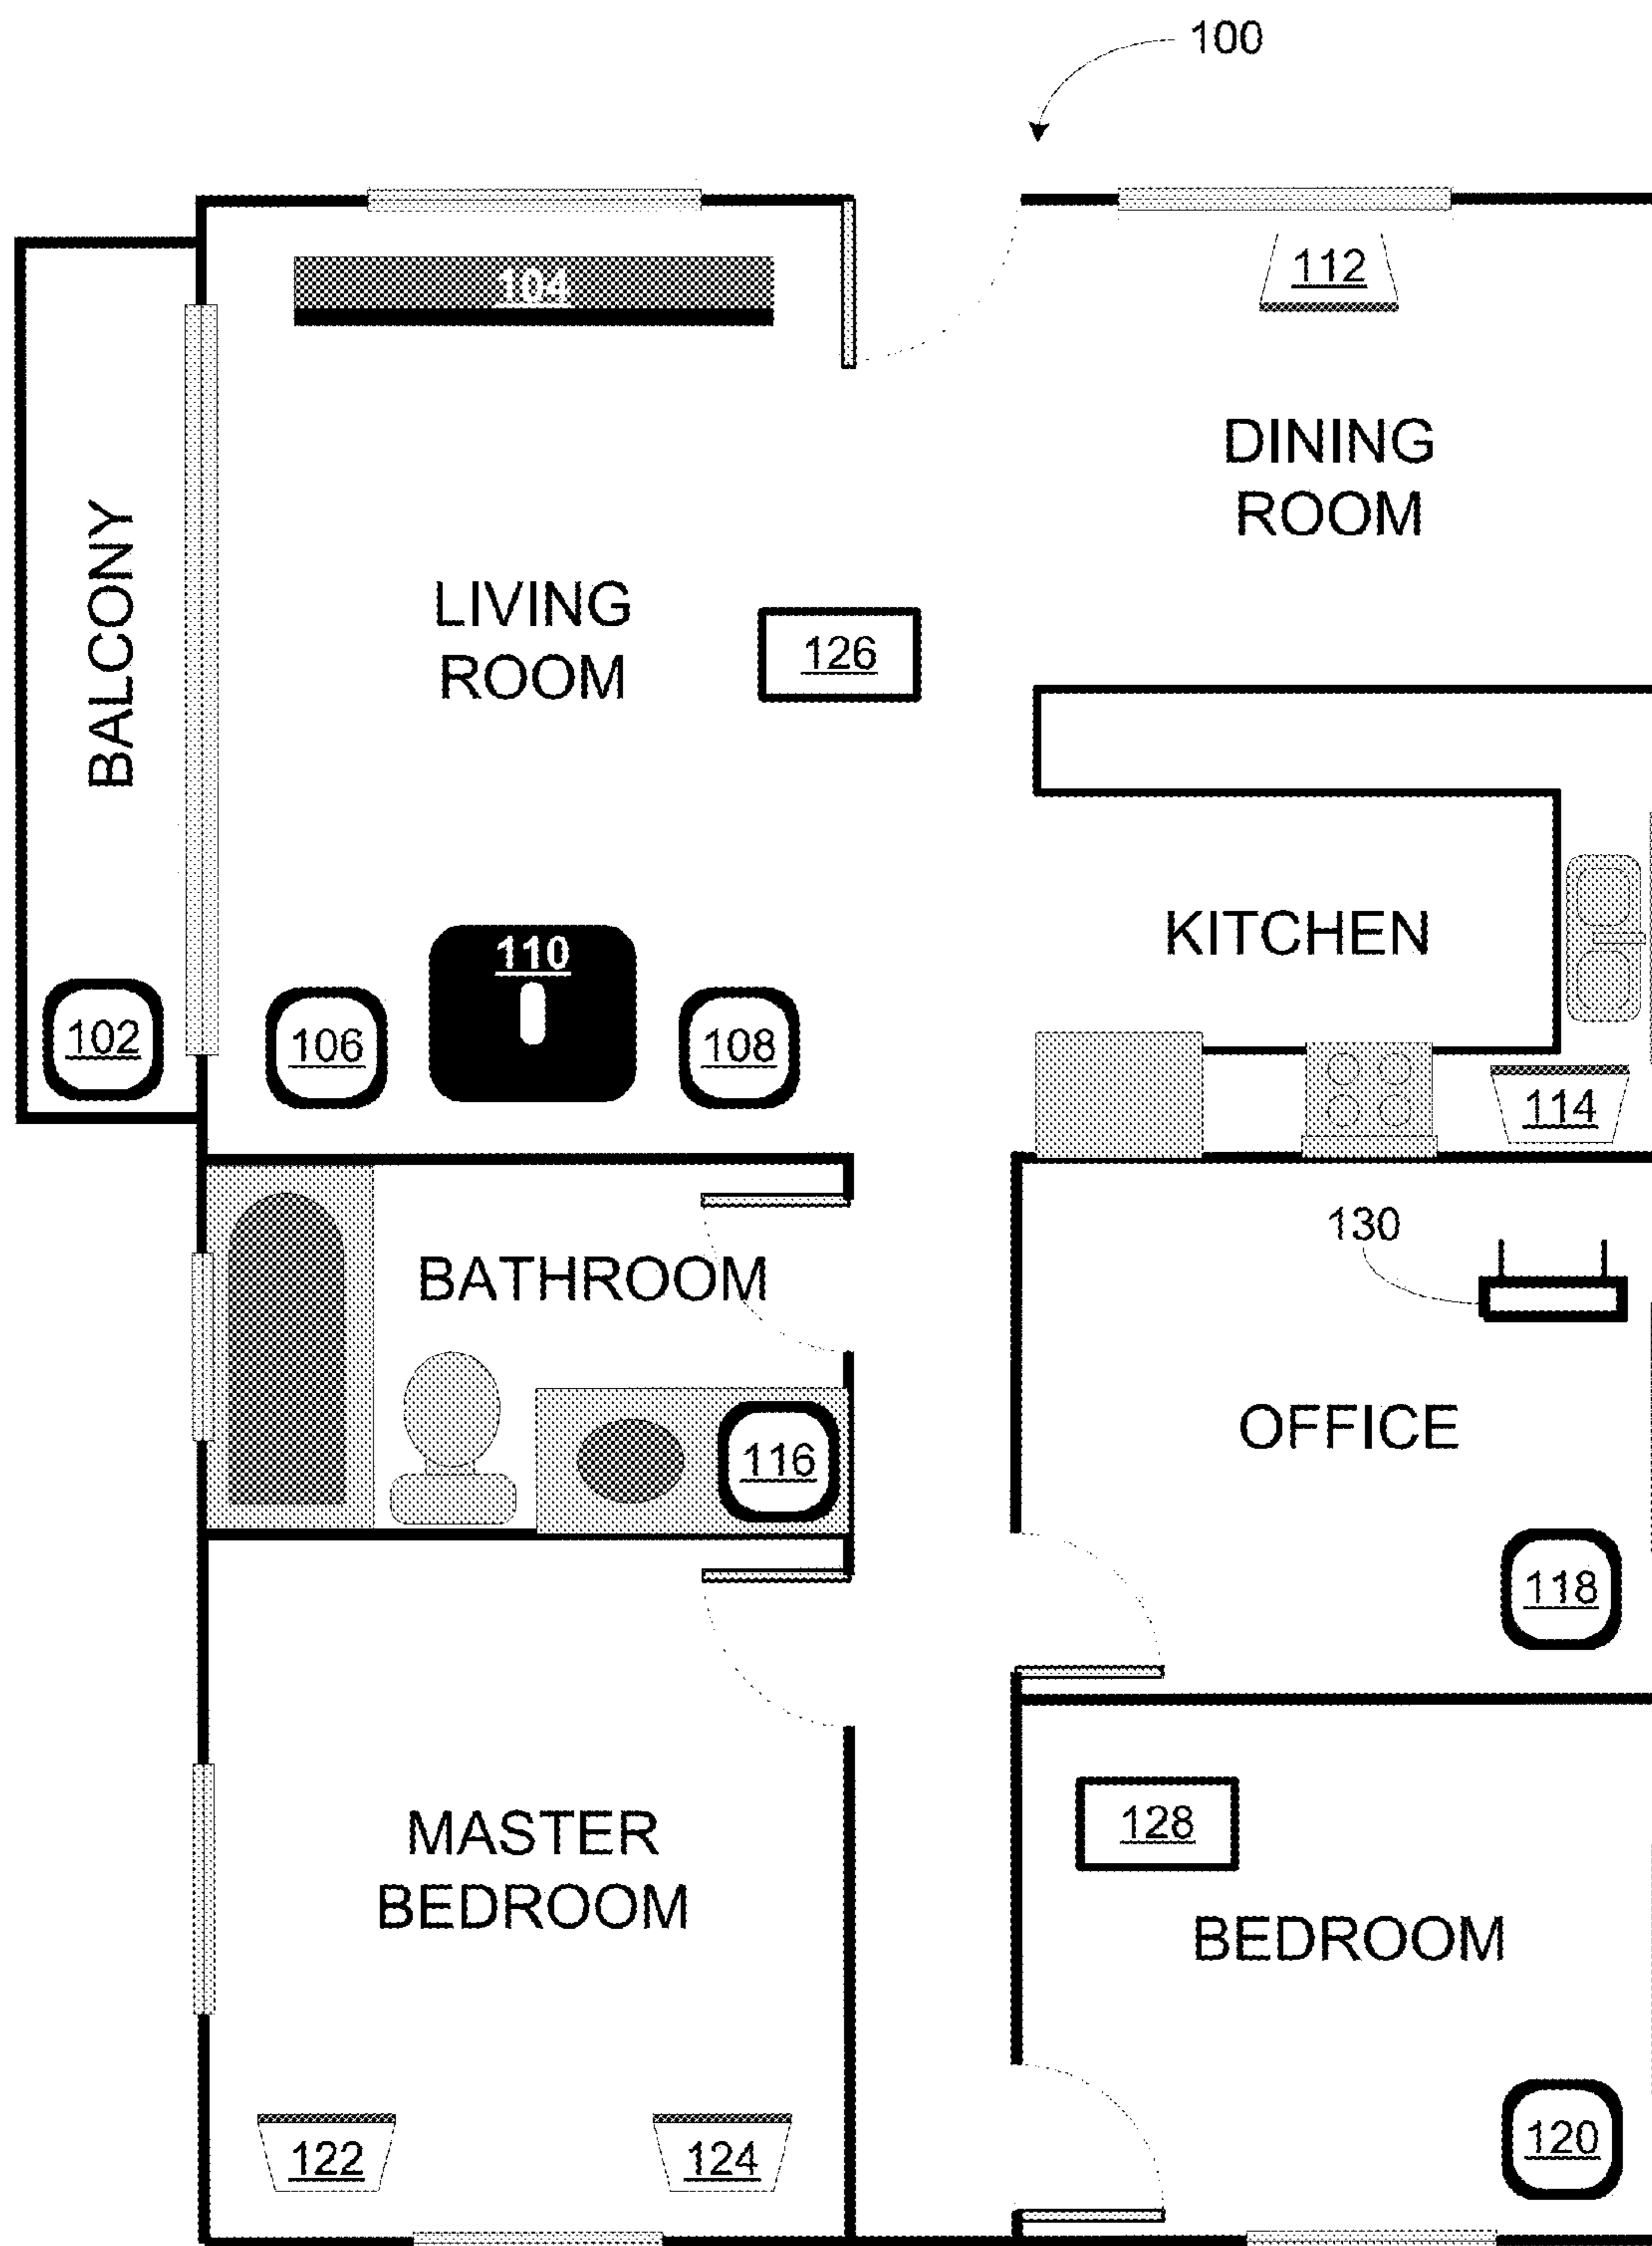 100
104
112
DINING
ROOM
BALCONY
LIVING
ROOM
126
KITCHEN
110
102
106
108
114
130
BATHROOM
OFFICE
116
118
128
MASTER
BEDROOM
BEDROOM
122
124
120